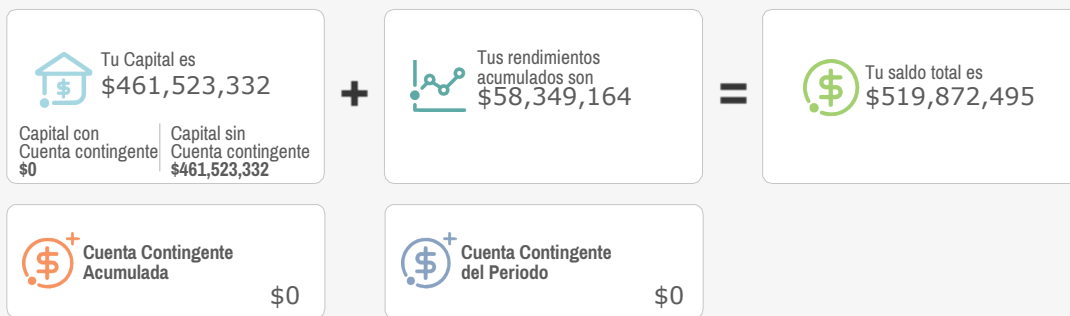 Tu Capital es
$461,523,332
Capital con
Cuenta contingente
$0
Capital sin
Cuenta contingente
$461,523,332
+
Tus rendimientos
acumulados son
$58,349,164
=
Tu saldo total es
$519,872,495
Cuenta Contingente
Acumulada
$0
Cuenta Contingente
del Periodo
$0